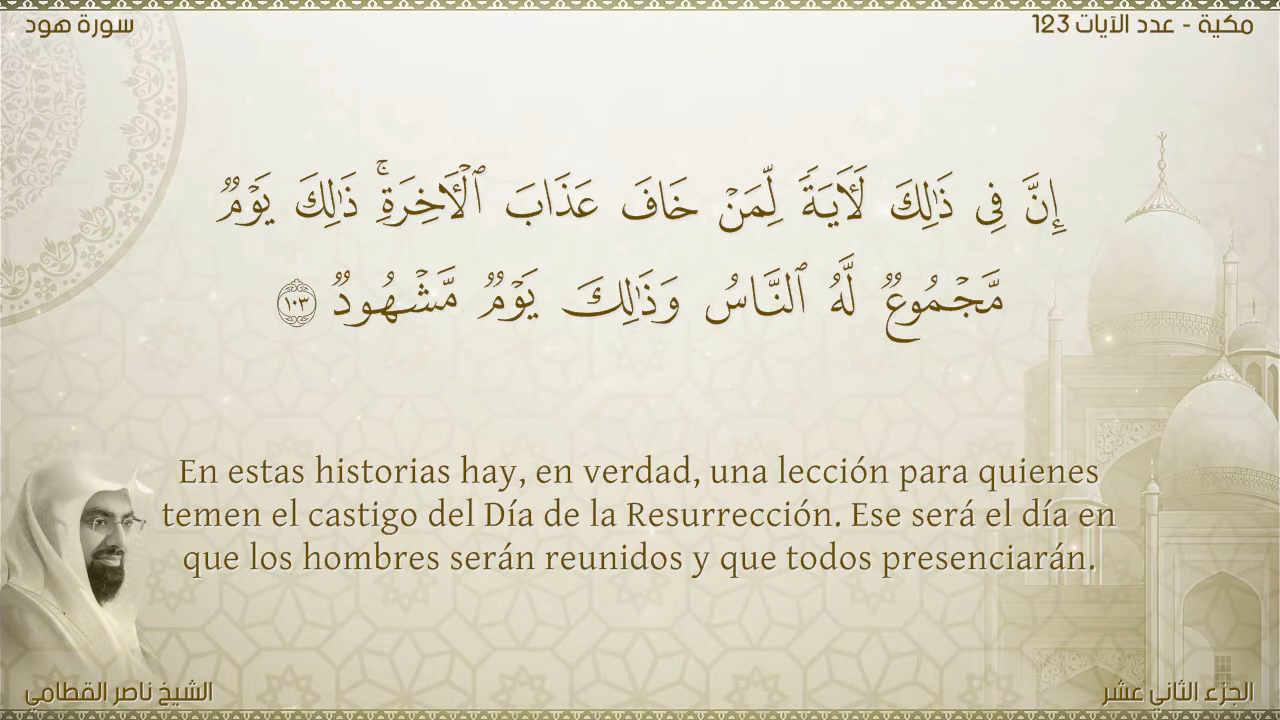 مكية - عدد الآيات 123
سورة هود
إِنَّ فِى ذَٰلِكَ لَـَٔايَةً لِّمَنْ خَافَ عَذَابَ ٱلْـَٔاخِرَةِ ۚ ذَٰلِكَ يَوْمٌ
مَّجْمُوعٌ لَّهُ ٱلنَّاسُ وَذَٰلِكَ يَوْمٌ مَّشْهُودٌ ١٠٣
En estas historias hay, en verdad, una lección para quienes
temen el castigo del Día de la Resurrección. Ese será el día en
que los hombres serán reunidos y que todos presenciarán.
الجزء الثاني عشر
الشيخ ناصر القطامي